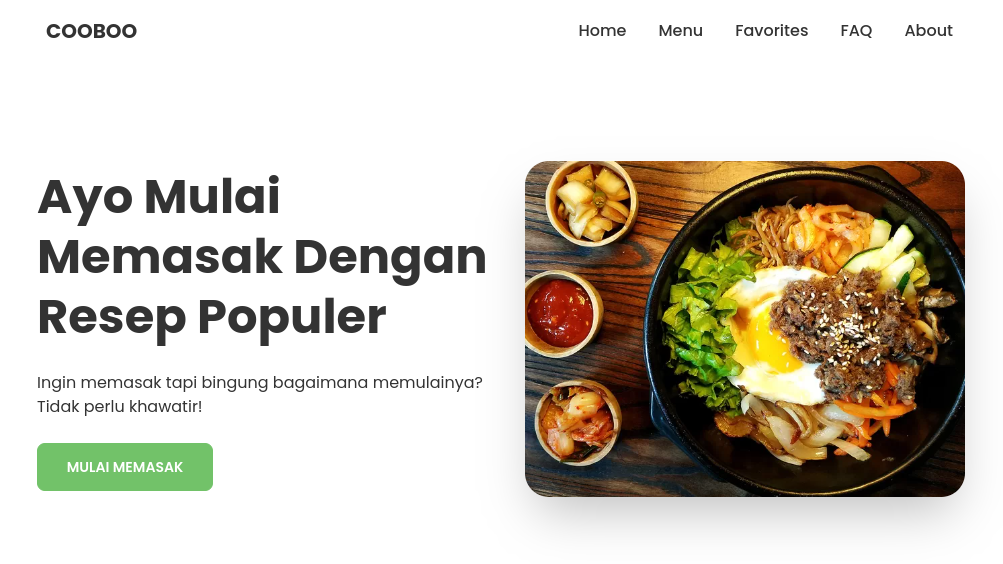 COOBOO
Home Menu Favorites FAQ About
Ayo Mulai
Memasak Dengan
Resep Populer
Ingin memasak tapi bingung bagaimana memulainya?
Tidak perlu khawatir!
MULAI MEMASAK